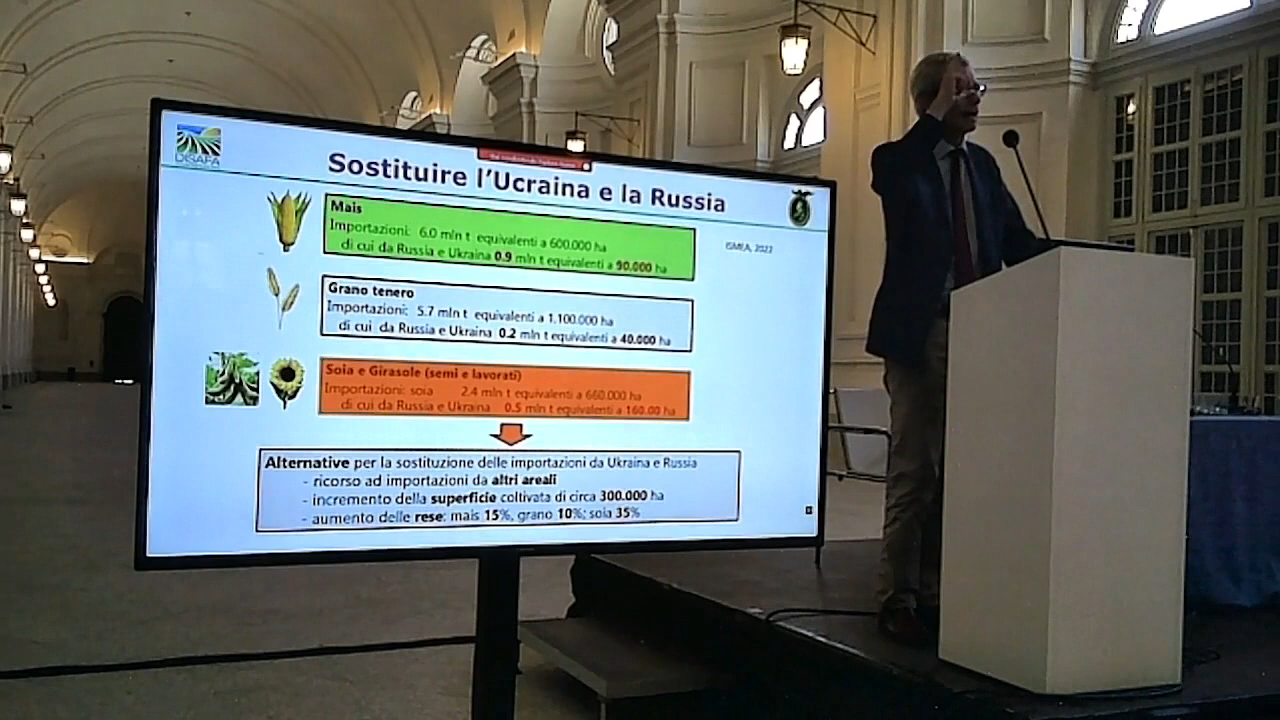 DISAFA
Sostituire l'Ucraina e la Russia
ISMEA, 2022
Mais
Importazioni: 6.0 mln t equivalenti a 600.000 ha
di cui da Russia e Ukraina 0.9 mln t equivalenti a 90.000 ha
Grano tenero
Importazioni: 5.7 mln t equivalenti a 1.100.000 ha
di cui da Russia e Ukraina 0.2 mln t equivalenti a 40.000 ha
Soia e Girasole (semi e lavorati)
Importazioni: soia 2.4 mln t equivalenti a 660.000 ha
di cui da Russia e Ukraina 0.5 mln t equivalenti a 160.00 ha
Alternative per la sostituzione delle importazioni da Ukraina e Russia
- ricorso ad importazioni da altri areali
- incremento della superficie coltivata di circa 300.000 ha
- aumento delle rese: mais 15%, grano 10%; soia 35%